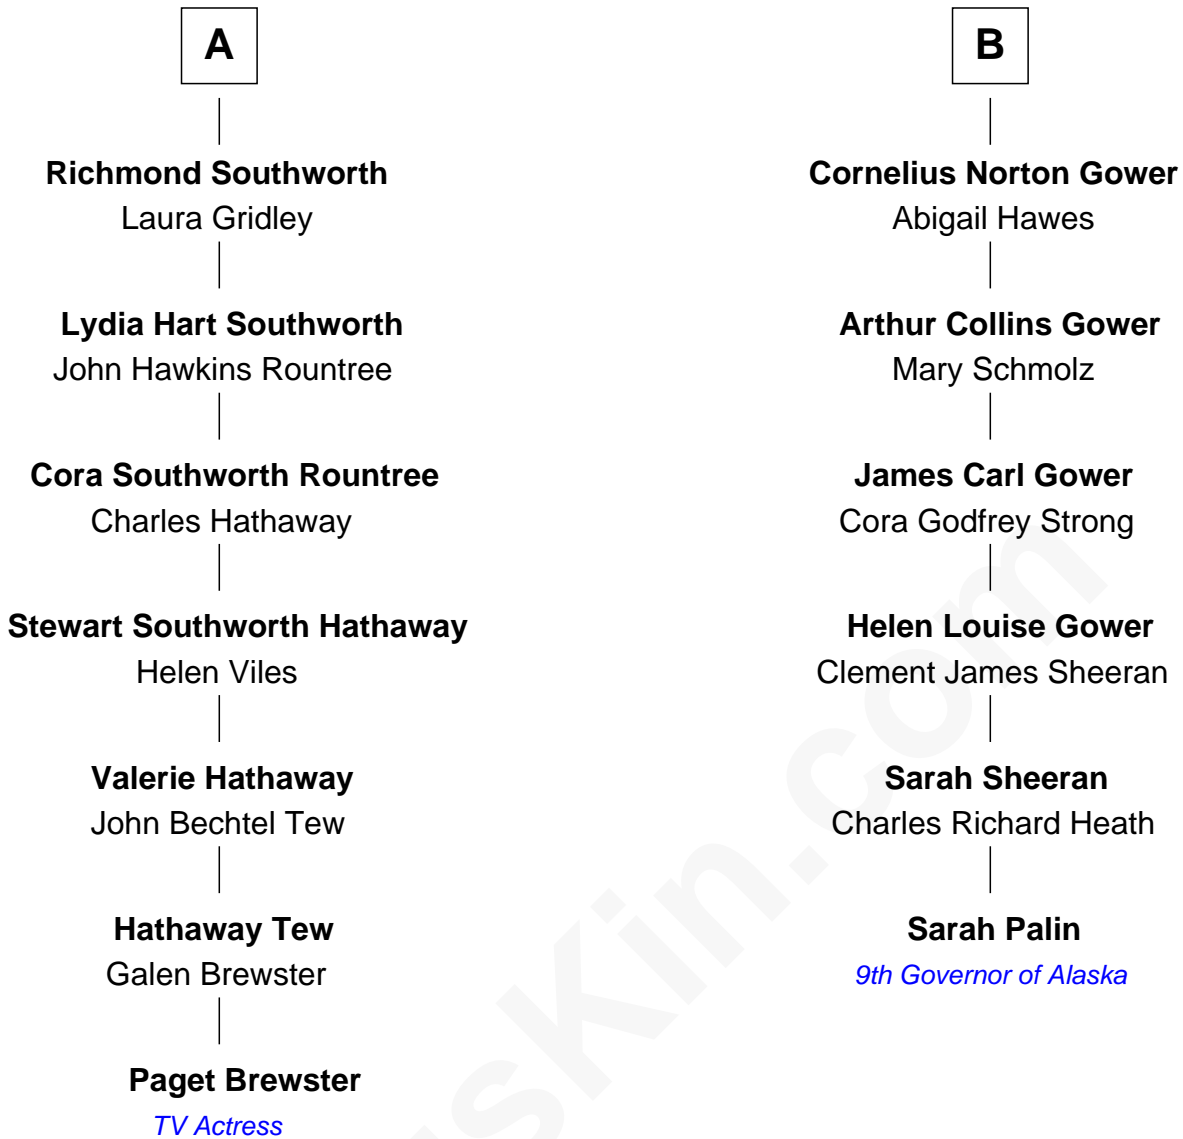 A
Richmond Southworth
Laura Gridley
Lydia Hart Southworth
John Hawkins Rountree
Cora Southworth Rountree
Charles Hathaway
Stewart Southworth Hathaway
Helen Viles
Valerie Hathaway
John Bechtel Tew
Hathaway Tew
Galen Brewster
Paget Brewster
TV Actress
B
Cornelius Norton Gower
Abigail Hawes
Arthur Collins Gower
Mary Schmolz
James Carl Gower
Cora Godfrey Strong
Helen Louise Gower
Clement James Sheeran
Sarah Sheeran
Charles Richard Heath
Sarah Palin
9th Governor of Alaska
usKin.com